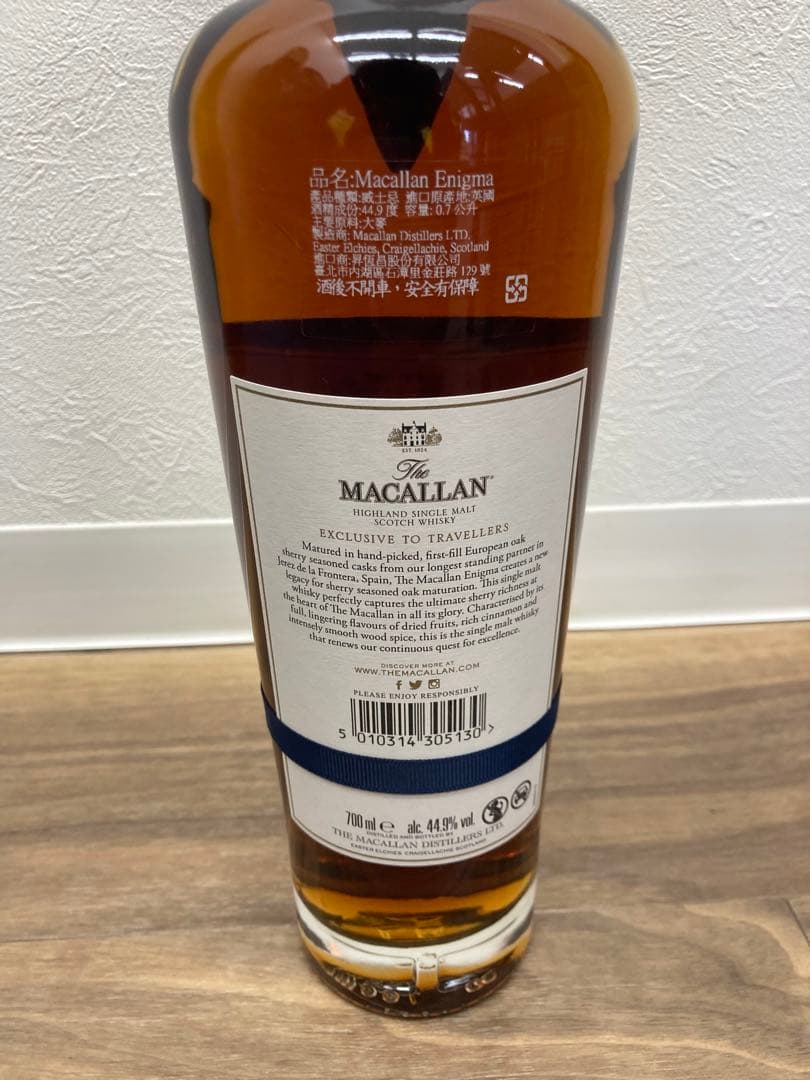 品名:Macallan Enigma
產品種類:威士忌 進口原產地:英國
酒精成份:44.9 度 容量: 0.7 公升
主要原料:大麥
製造商: Macallan Distillers LTD,
Easter Elchies, Craigellachie, Scotland
進口商:昇恆昌股份有限公司
臺北市內湖區石潭里金莊路 129 號
酒後不開車，安全有保障
EST. 1824
The
MACALLAN®
HIGHLAND SINGLE MALT
SCOTCH WHISKY
EXCLUSIVE TO TRAVELLERS
Matured in hand-picked, first-fill European oak
sherry seasoned casks from our longest standing partner in
Jerez de la Frontera, Spain, The Macallan Enigma creates a new
legacy for sherry seasoned oak maturation. This single malt
whisky perfectly captures the ultimate sherry richness at
the heart of The Macallan in all its glory. Characterised by its
full, lingering flavours of dried fruits, rich cinnamon and
intensely smooth wood spice, this is the single malt whisky
that renews our continuous quest for excellence.
DISCOVER MORE AT
WWW.THEMACALLAN.COM
PLEASE ENJOY RESPONSIBLY
5 010314 305130 >
700 ml e alc. 44.9% vol.
DISTILLED AND BOTTLED BY
THE MACALLAN DISTILLERS LTD.
EASTER ELCHIES CRAIGELLACHIE SCOTLAND